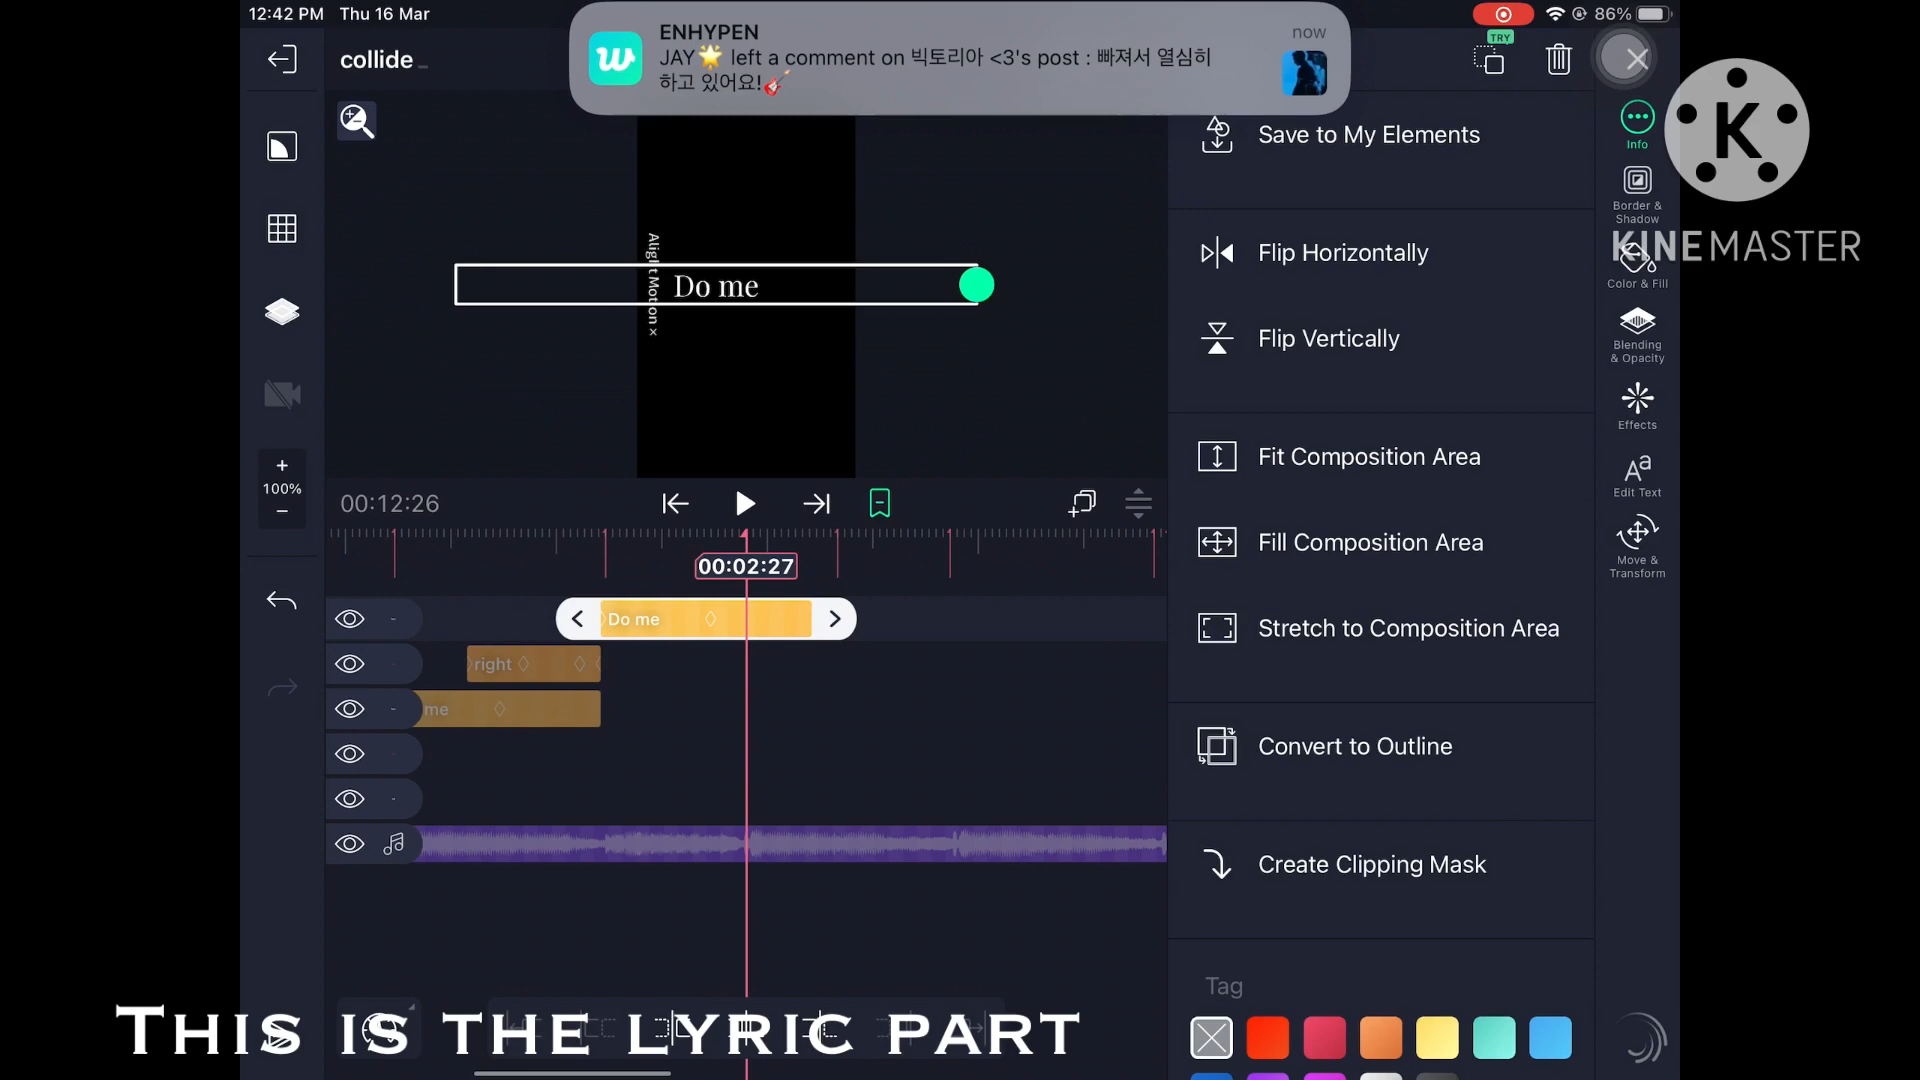 12:42 PM Thu 16 Mar
86%
ENHYPEN
now
JAY🌟 left a comment on 빅토리아 <3's post : 빠져서 열심히
하고 있어요!🎸
collide
TRY
K
KINEMASTER
Save to My Elements
Info
Flip Horizontally
Border &
Shadow
Color & Fill
Flip Vertically
Blending
& Opacity
Effects
Fit Composition Area
Edit Text
Fill Composition Area
Move &
Transform
Stretch to Composition Area
Convert to Outline
Create Clipping Mask
Tag
Alight Motion ×
Do me
+
100%
−
00:12:26
00:02:27
Do me
right
me
This is the lyric part